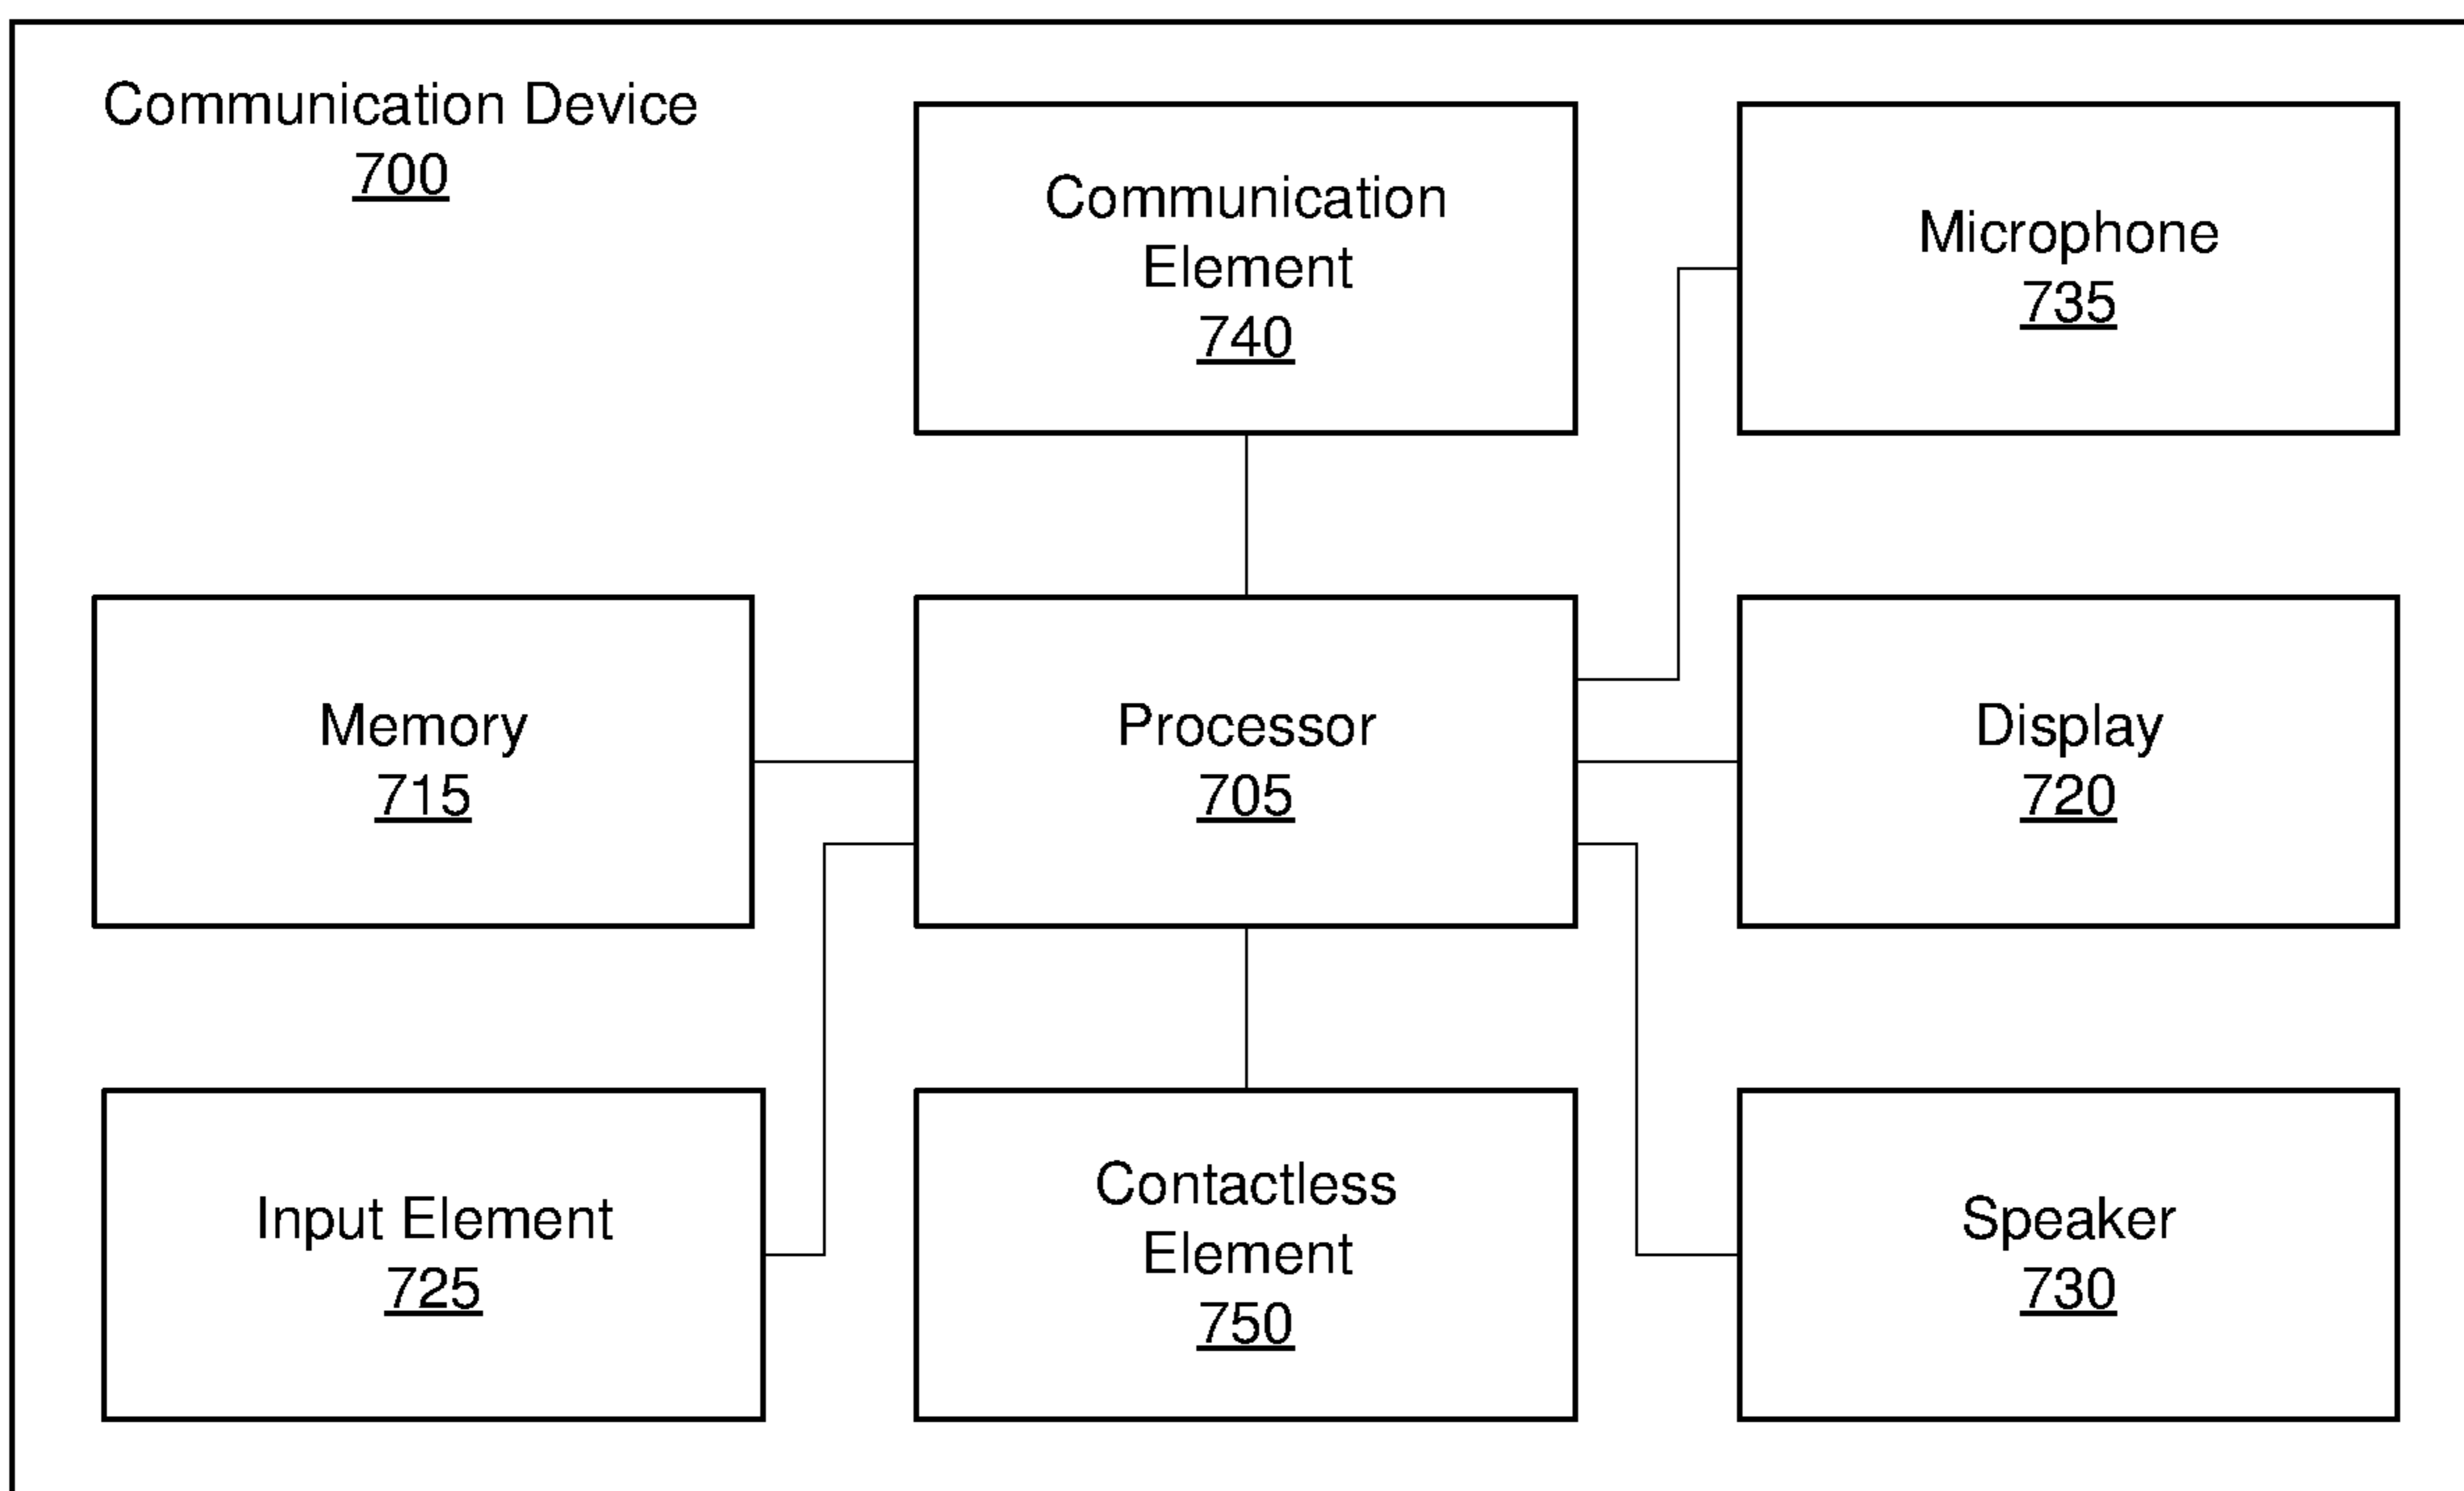 Communication Device
700
Communication
Element
740
Microphone
735
Memory
715
Processor
705
Display
720
Input Element
725
Contactless
Element
750
Speaker
730